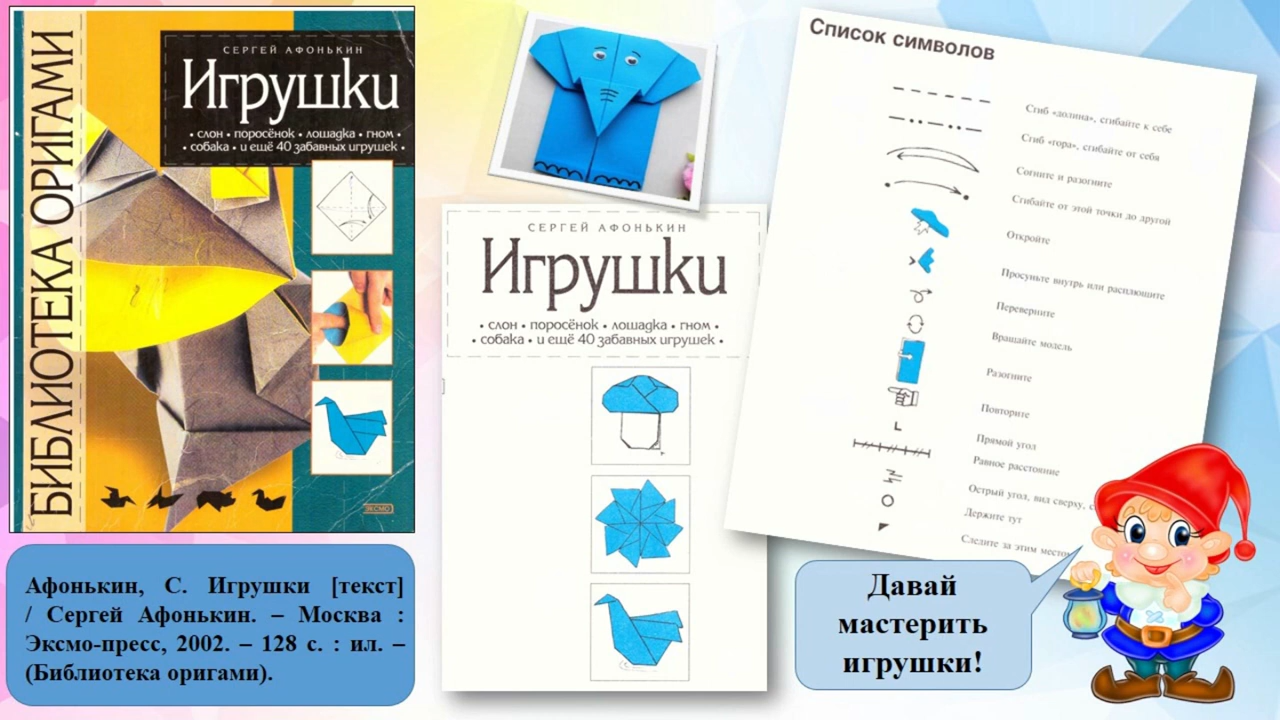 БИБЛИОТЕКА ОРИГАМИ
СЕРГЕЙ АФОНЬКИН
Игрушки
• слон • поросёнок • лошадка • гном •
• собака • и ещё 40 забавных игрушек •
ЭКСМО
Афонькин, С. Игрушки [текст]
/ Сергей Афонькин. – Москва :
Эксмо-пресс, 2002. – 128 с. : ил. –
(Библиотека оригами).
СЕРГЕЙ АФОНЬКИН
Игрушки
• слон • поросёнок • лошадка • гном •
• собака • и ещё 40 забавных игрушек •
Список символов
Сгиб «долина», сгибайте к себе
Сгиб «гора», сгибайте от себя
Согните и разогните
Сгибайте от этой точки до другой
Откройте
Просуньте внутрь или расплющите
Переверните
Вращайте модель
Разогните
Повторите
Прямой угол
Равное расстояние
Острый угол, вид сверху, с
Держите тут
Следите за этим место
Давай
мастерить
игрушки!